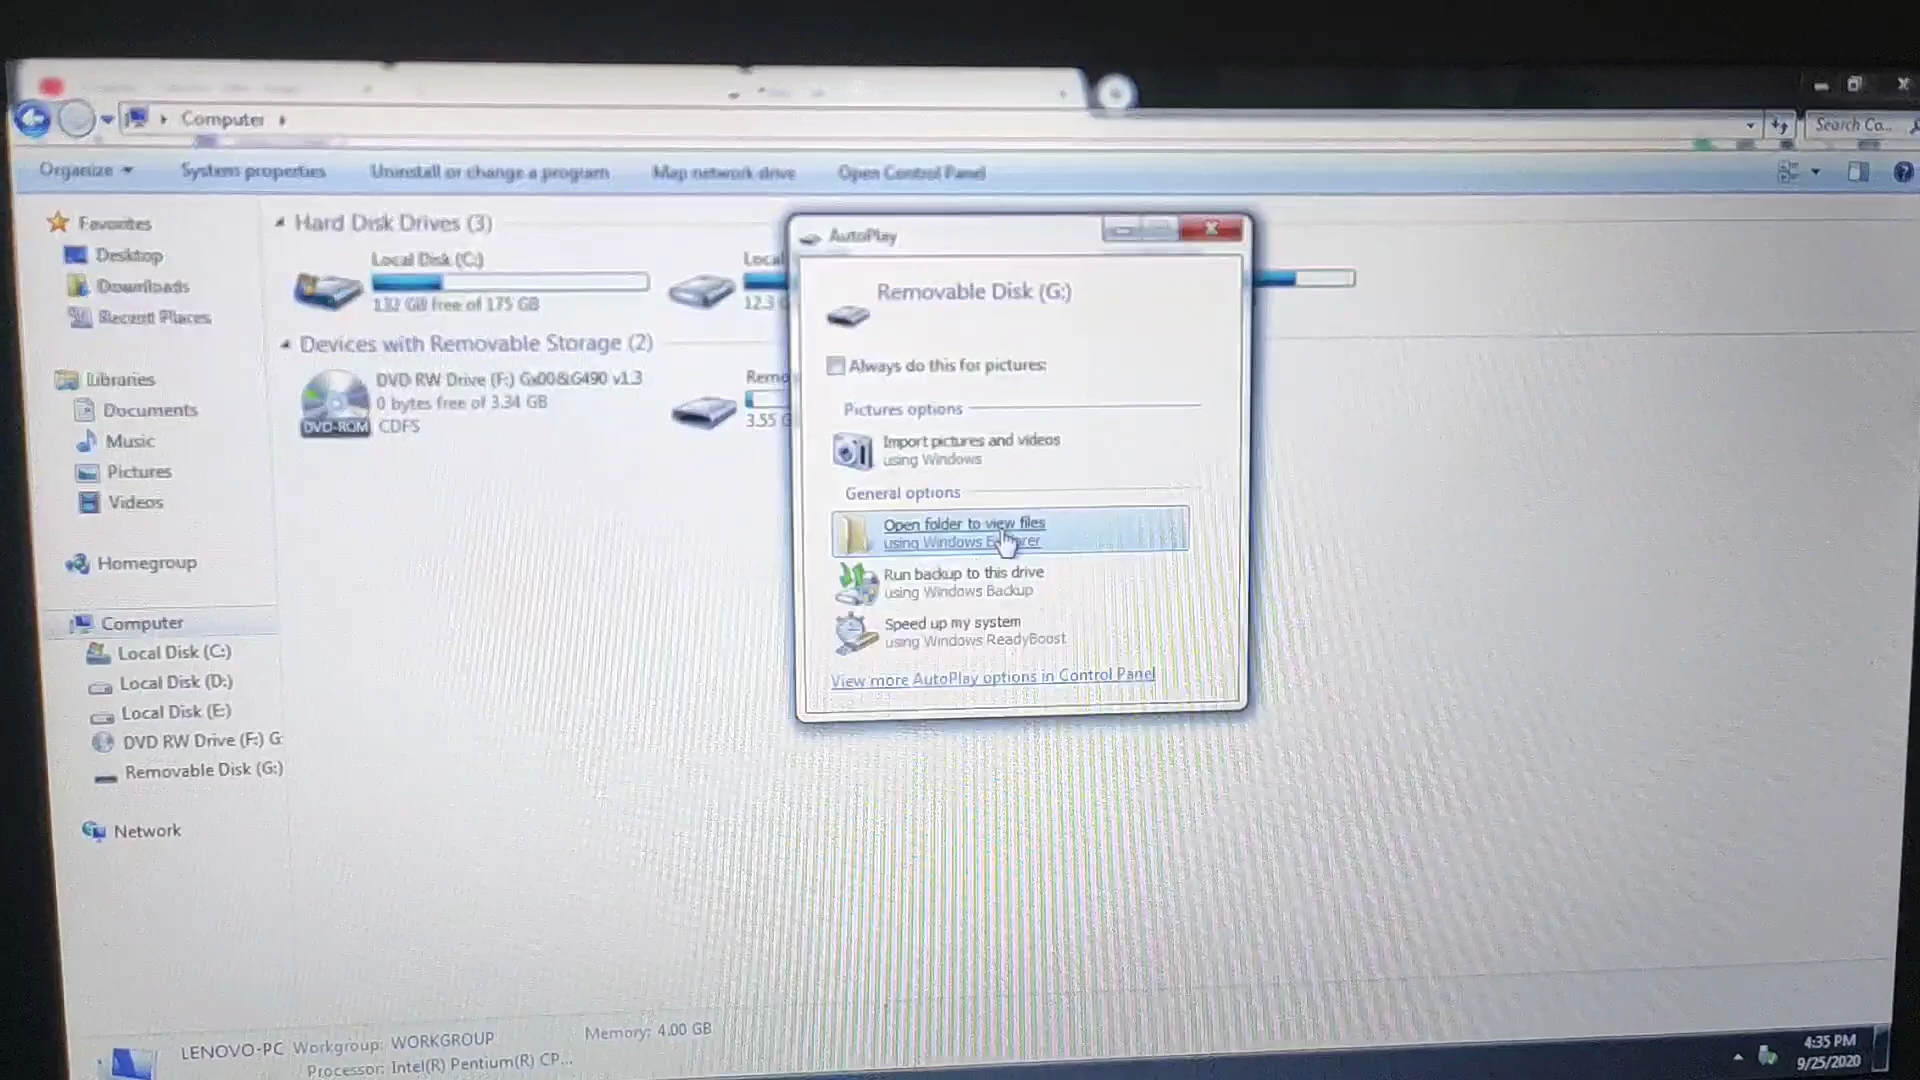 Computer
Search Co...
Organize
System properties
Uninstall or change a program
Map network drive
Open Control Panel
Favorites
Desktop
Downloads
Recent Places
Libraries
Documents
Music
Pictures
Videos
Homegroup
Computer
Local Disk (C:)
Local Disk (D:)
Local Disk (E:)
DVD RW Drive (F:) G
Removable Disk (G:)
Network
Hard Disk Drives (3)
Local Disk (C:)
132 GB free of 175 GB
Local
12.3 G
Devices with Removable Storage (2)
DVD RW Drive (F:) Gx00&G490 v1.3
0 bytes free of 3.34 GB
DVD-ROM CDFS
Remo
3.55 G
AutoPlay
Removable Disk (G:)
Always do this for pictures:
Pictures options
Import pictures and videos
using Windows
General options
Open folder to view files
using Windows Explorer
Run backup to this drive
using Windows Backup
Speed up my system
using Windows ReadyBoost
View more AutoPlay options in Control Panel
LENOVO-PC Workgroup: WORKGROUP
Memory: 4.00 GB
Processor: Intel(R) Pentium(R) CP...
4:35 PM
9/25/2020